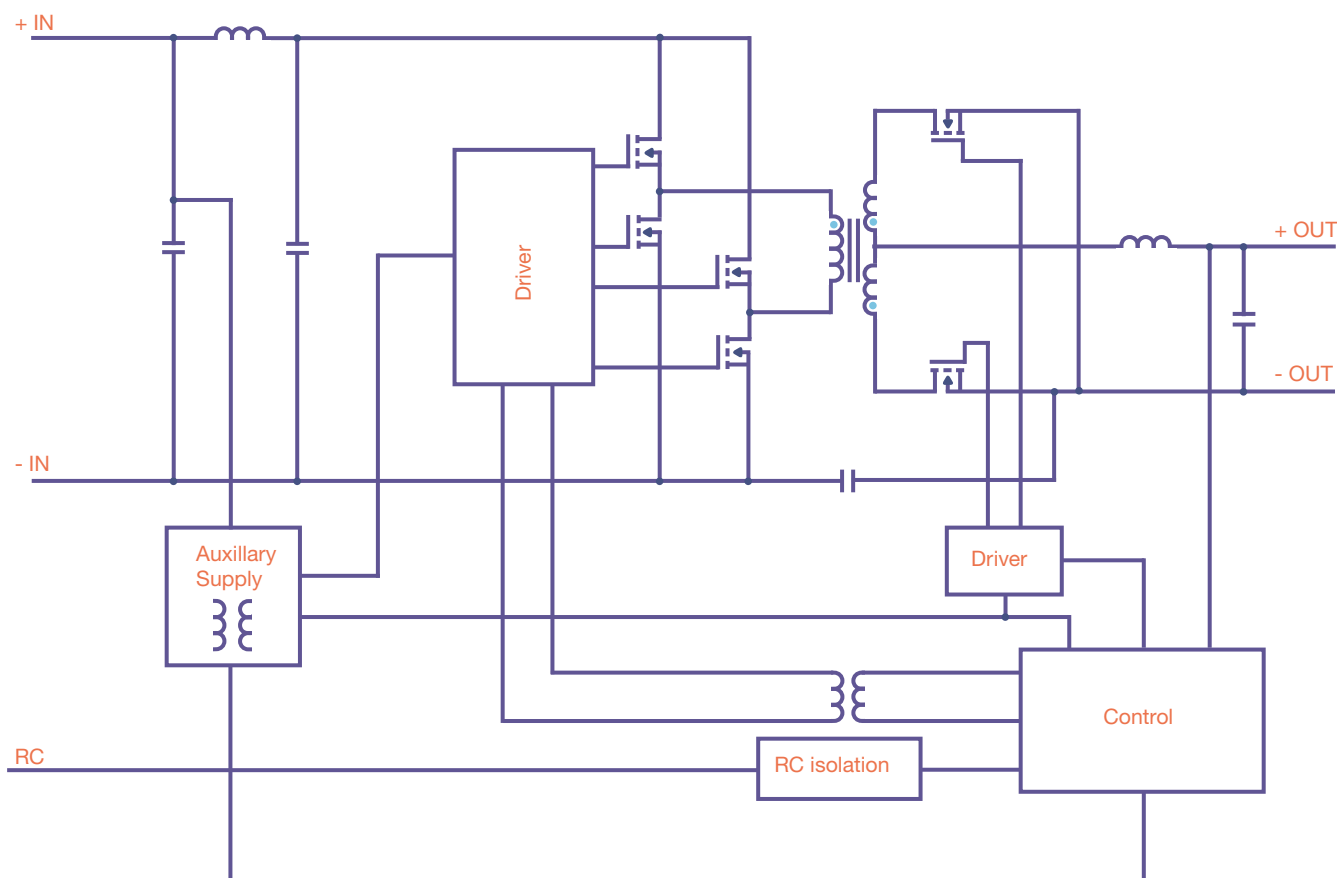 + IN
+ OUT
Driver
- OUT
- IN
Auxillary
Supply
Driver
Control
RC
RC isolation